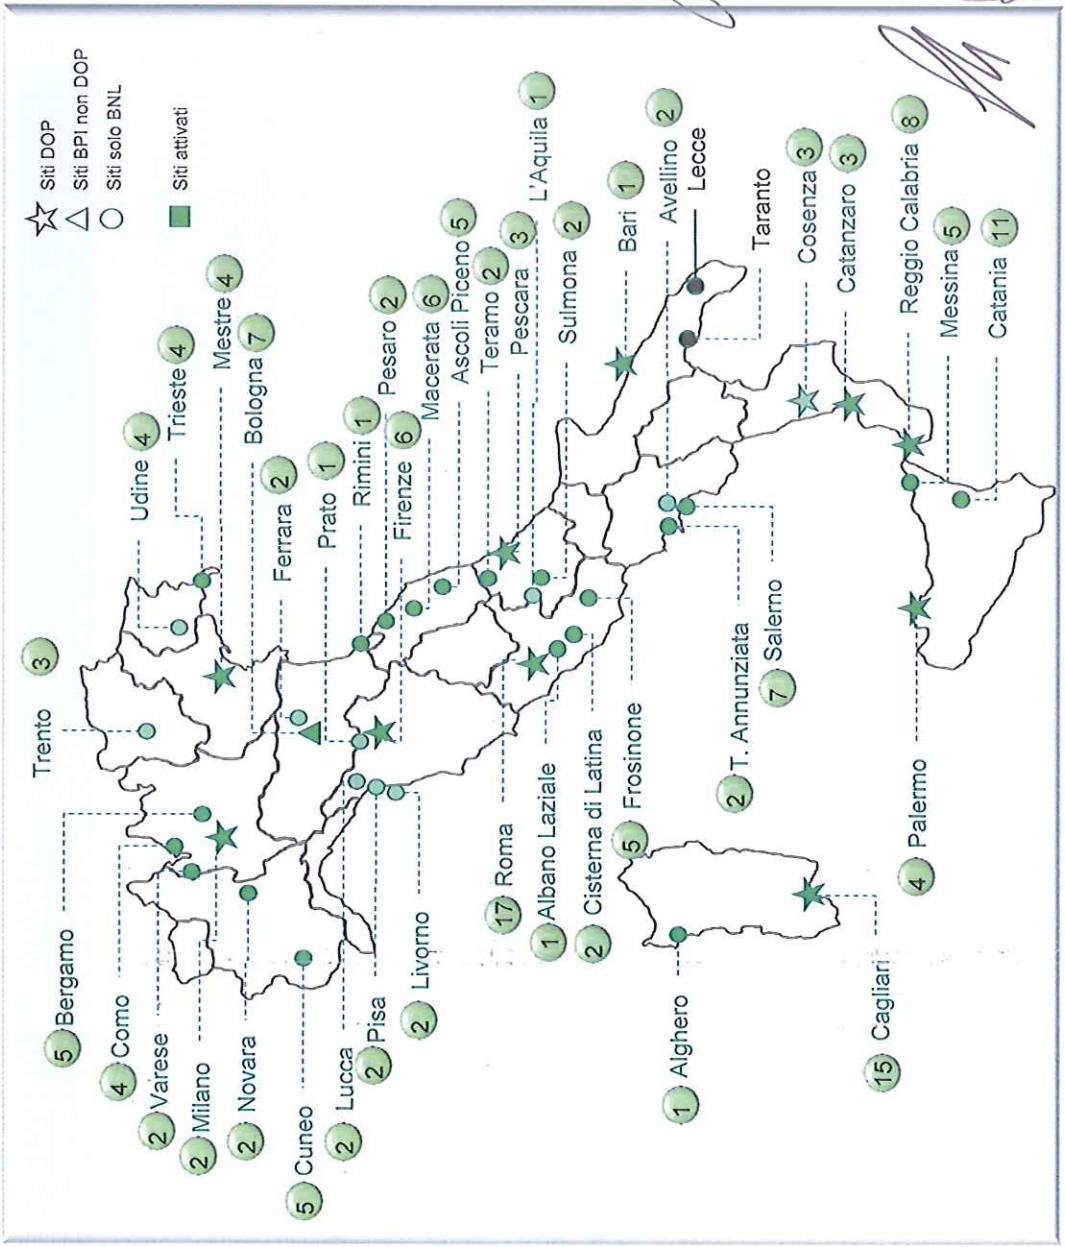 Siti DOP
Siti BPI non DOP
Siti solo BNL
Siti attivati
Trento 3
Udine 4
Trieste 4
Mestre 4
Bologna 7
Ferrara 2
Prato 1
Rimini 1
Pesaro 2
Firenze 6
Macerata 6
Ascoli Piceno 5
Teramo 2
Pescara 3
L'Aquila 1
Sulmona 2
Bari 1
Avellino 2
Lecce
Taranto
Cosenza 3
Catanzaro 3
Reggio Calabria 8
Messina 5
Catania 11
5 Bergamo
4 Como
2 Varese
2 Milano
2 Novara
5 Cuneo
2 Lucca
2 Pisa
2 Livorno
17 Roma
1 Albano Laziale
2 Cisterna di Latina
5 Frosinone
2 T. Annunziata
7 Salerno
4 Palermo
1 Alghero
15 Cagliari